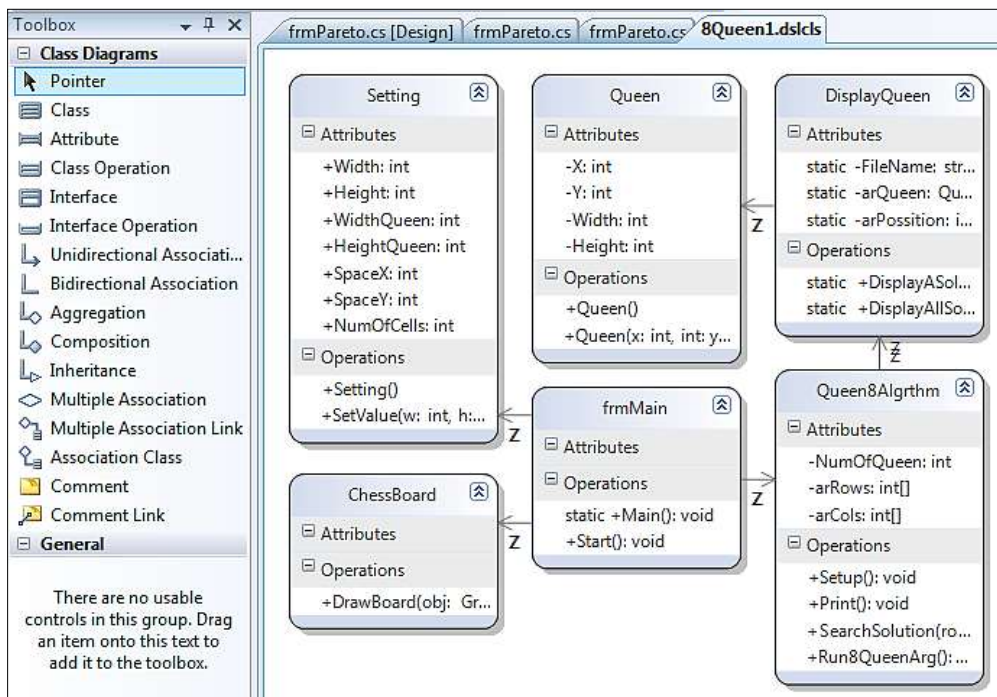 Toolbox
Class Diagrams
Pointer
Class
Attribute
Class Operation
Interface
Interface Operation
Unidirectional Associati...
Bidirectional Association
Aggregation
Composition
Inheritance
Multiple Association
Multiple Association Link
Association Class
Comment
Comment Link
General
There are no usable
controls in this group. Drag
an item onto this text to
add it to the toolbox.
frmPareto.cs [Design]
frmPareto.cs
frmPareto.cs
8Queen1.dslcls
Setting
Attributes
+Width: int
+Height: int
+WidthQueen: int
+HeightQueen: int
+SpaceX: int
+SpaceY: int
+NumOfCells: int
Operations
+Setting()
+SetValue(w: int, h:...
Queen
Attributes
-X: int
-Y: int
-Width: int
-Height: int
Operations
+Queen()
+Queen(x: int, int: y...
DisplayQueen
Attributes
static -FileName: str...
static -arQueen: Qu...
static -arPossition: i...
Operations
static +DisplayASol...
static +DisplayAllSo...
z
z
z
ChessBoard
Attributes
Operations
+DrawBoard(obj: Gr...
z
z
frmMain
Attributes
Operations
static +Main(): void
+Start(): void
z
Queen8Algrthm
Attributes
-NumOfQueen: int
-arRows: int[]
-arCols: int[]
Operations
+Setup(): void
+Print(): void
+SearchSolution(ro...
+Run8QueenArg():...